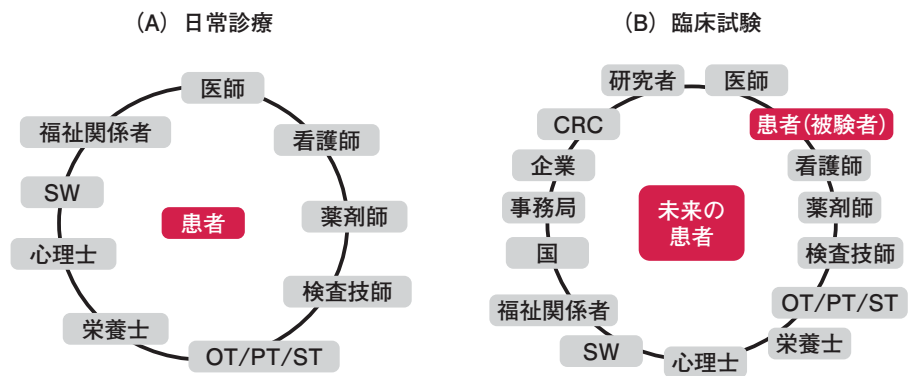 (A) 日常診療
医師
看護師
薬剤師
検査技師
OT/PT/ST
栄養士
心理士
SW
福祉関係者
患者
(B) 臨床試験
研究者
医師
患者(被験者)
看護師
薬剤師
検査技師
OT/PT/ST
栄養士
心理士
SW
福祉関係者
国
事務局
企業
CRC
未来の
患者